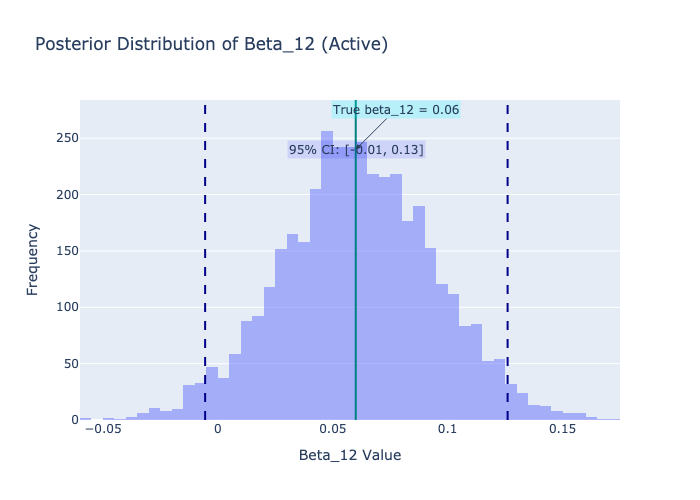 Posterior Distribution of Beta_12 (Active)
True beta_12 = 0.06
95% CI: [-0.01, 0.13]
Frequency
250
200
150
100
50
0
−0.05
0
0.05
0.1
0.15
Beta_12 Value